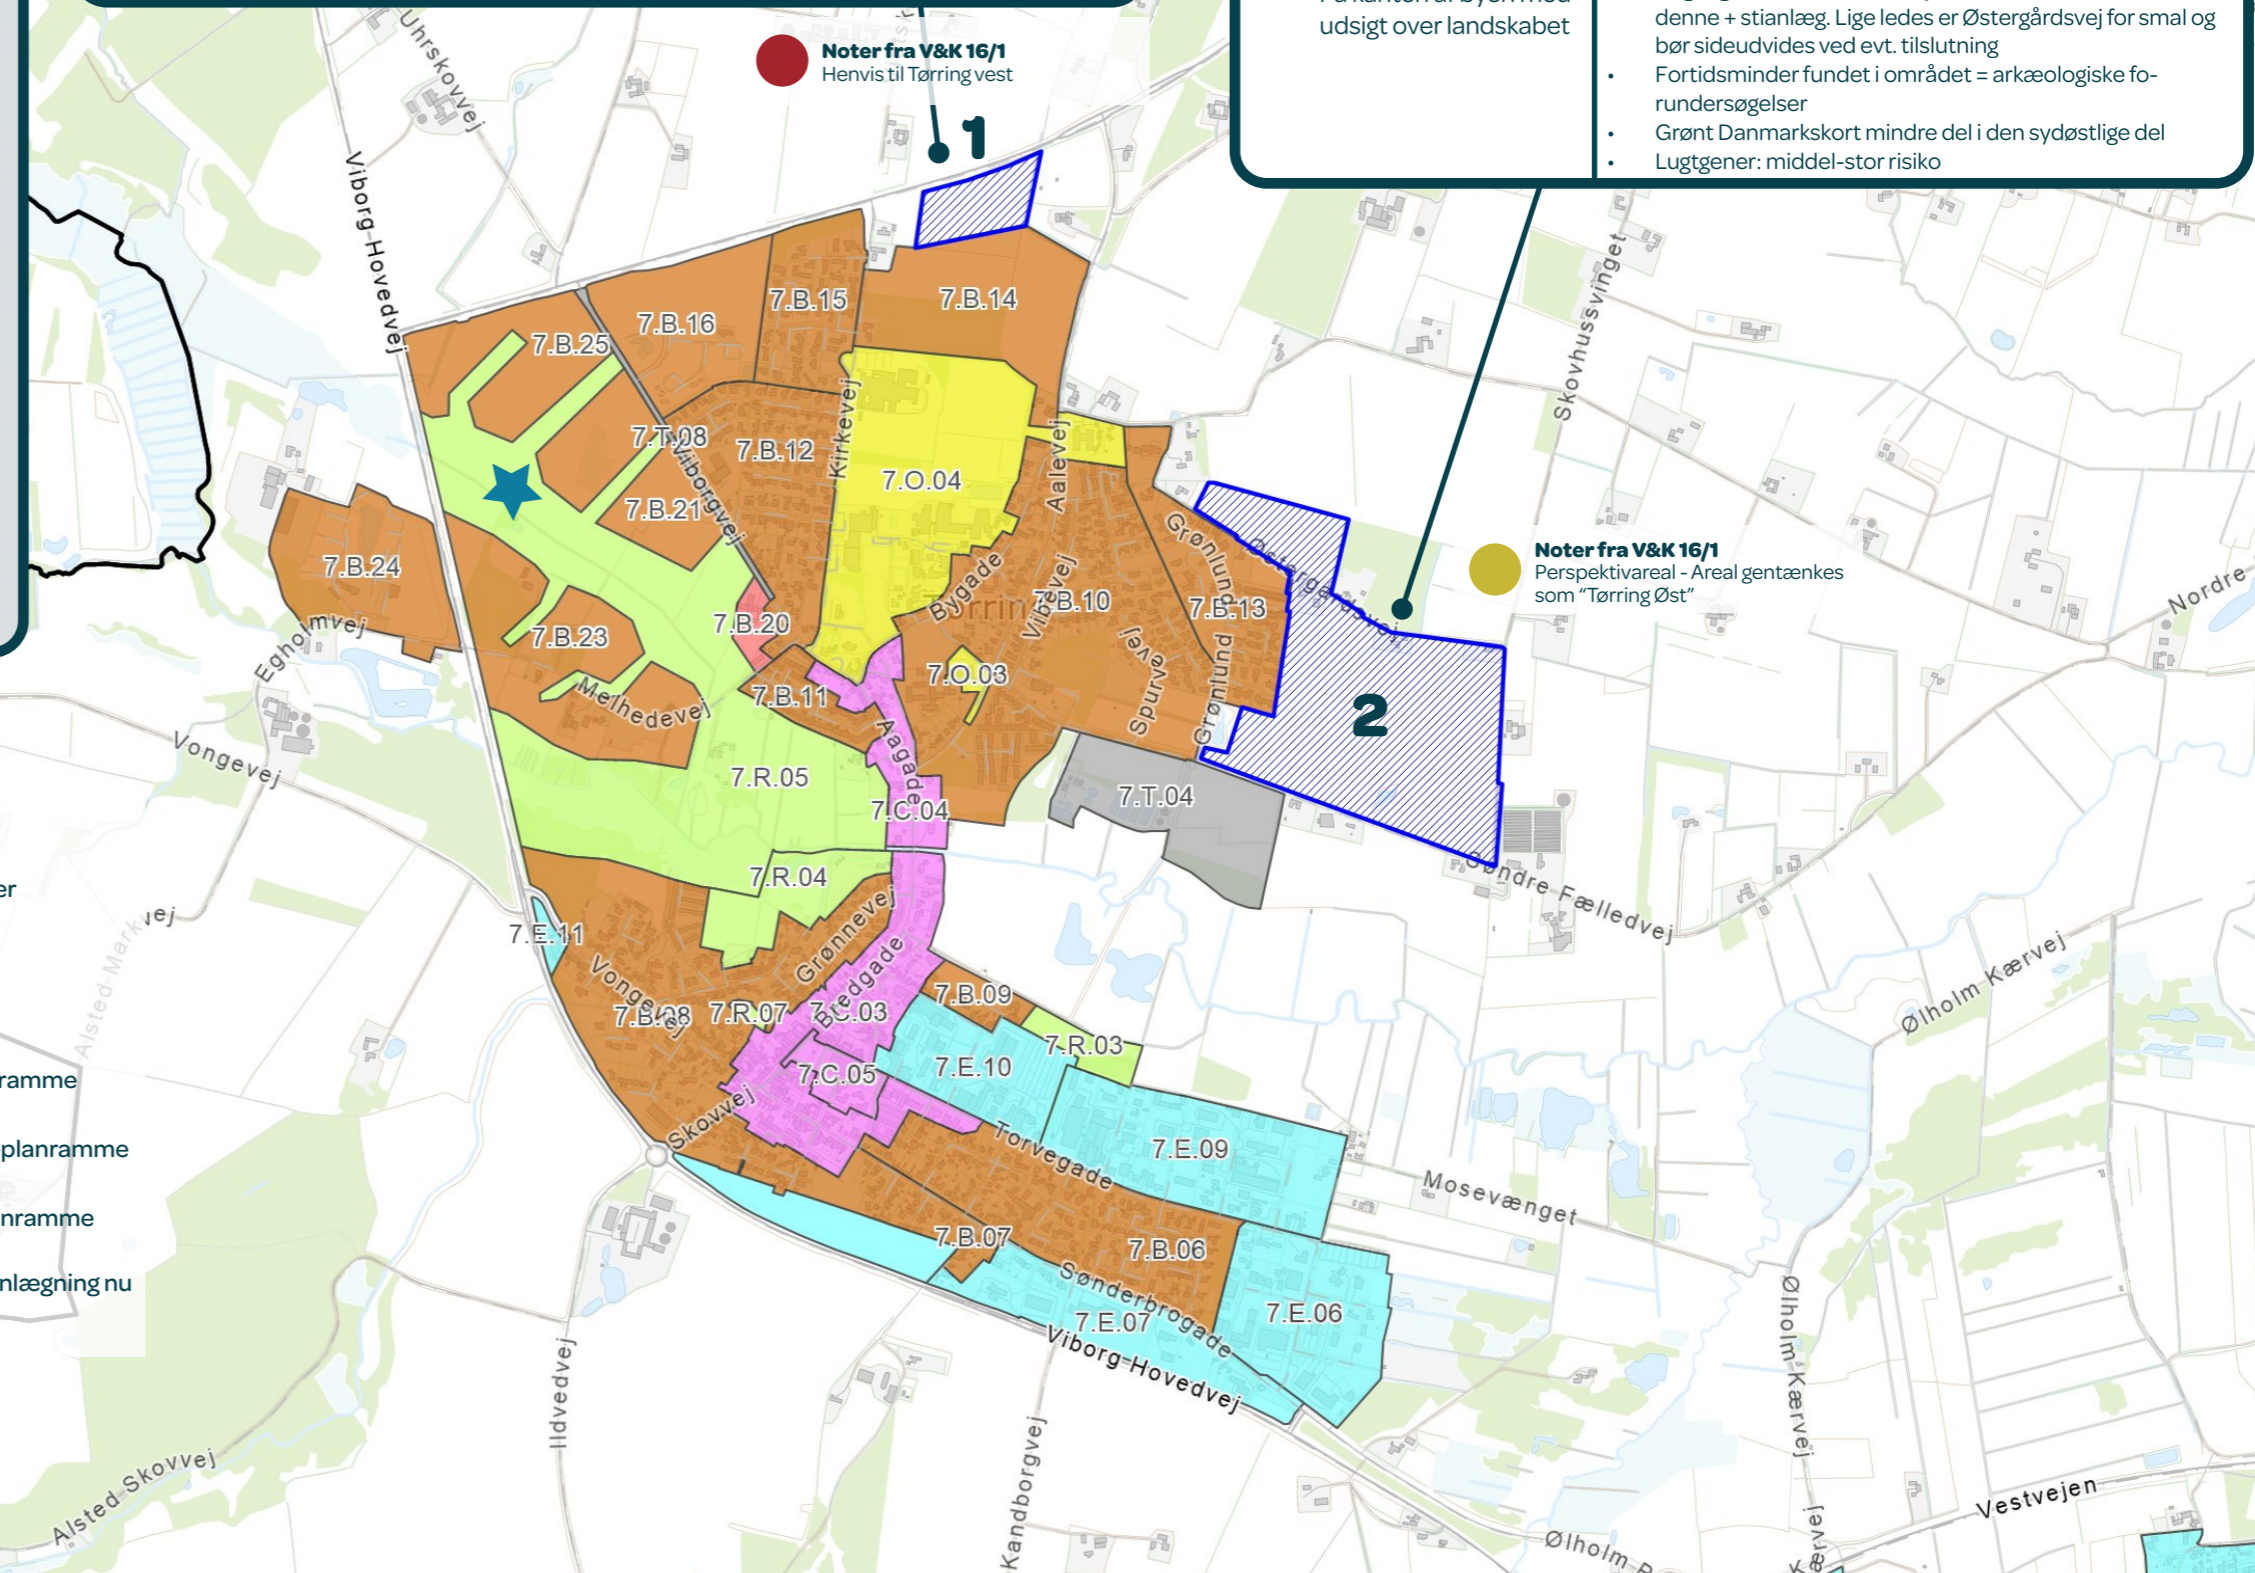 udsigt over landskabet
denne + stianlæg. Lige ledes er Østergårdsvej for smal og
bør sideudvides ved evt. tilslutning
• Fortidsminder fundet i området = arkæologiske fo-
rundersøgelser
• Grønt Danmarkskort mindre del i den sydøstlige del
• Lugtgener: middel-stor risiko
Noter fra V&K 16/1
Henvis til Tørring vest
1
Uhrskovvej
Viborg Hovedvej
Skovhussvinget
7.B.15
7.B.14
7.B.16
7.B.25
7.T.08
Viborgvej
7.B.12
Kirkevej
Aalevej
7.O.04
7.B.21
Grønlund
Østergårdsvej
Noter fra V&K 16/1
Perspektivareal - Areal gentænkes
som "Tørring Øst"
7.B.24
Bygade
Vibevej
7.B.10
7.B.13
Nordre
Egholmvej
7.B.20
7.B.23
Spurvevej
Grønlund
7.O.03
7.B.11
Melhedevej
2
Aagade
Vongevej
7.R.05
7.C.04
7.T.04
7.R.04
Søndre Fælledvej
er
Alsted Markvej
7.E.11
Grønnevej
Bredgade
Vongevej
7.B.08
7.R.07
7.C.03
7.B.09
Ølholm Kærvej
7.R.03
7.E.10
7.C.05
ramme
Skovvej
Torvegade
7.E.09
planramme
Mosevænget
nramme
7.B.07
7.B.06
Sønderbrogade
nlægning nu
7.E.07
7.E.06
Viborg Hovedvej
Ølholm Kærvej
Ildvedvej
Kandborgvej
Alsted Skovvej
Vestvejen
Ølholm